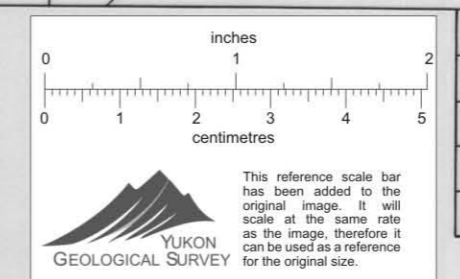 inches
0 1 2
0 1 2 3 4 5
centimetres
This reference scale bar
has been added to the
original image. It will
scale at the same rate
as the image, therefore it
can be used as a reference
for the original size.
YUKON
GEOLOGICAL SURVEY